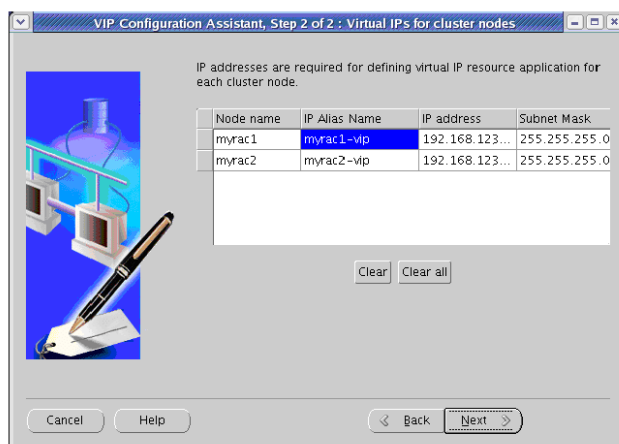 VIP Configuration Assistant, Step 2 of 2 : Virtual IPs for cluster nodes
IP addresses are required for defining virtual IP resource application for
each cluster node.
Node name IP Alias Name IP address Subnet Mask
myrac1 myrac1-vip 192.168.123... 255.255.255.0
myrac2 myrac2-vip 192.168.123... 255.255.255.0
Clear Clear all
Cancel Help Back Next